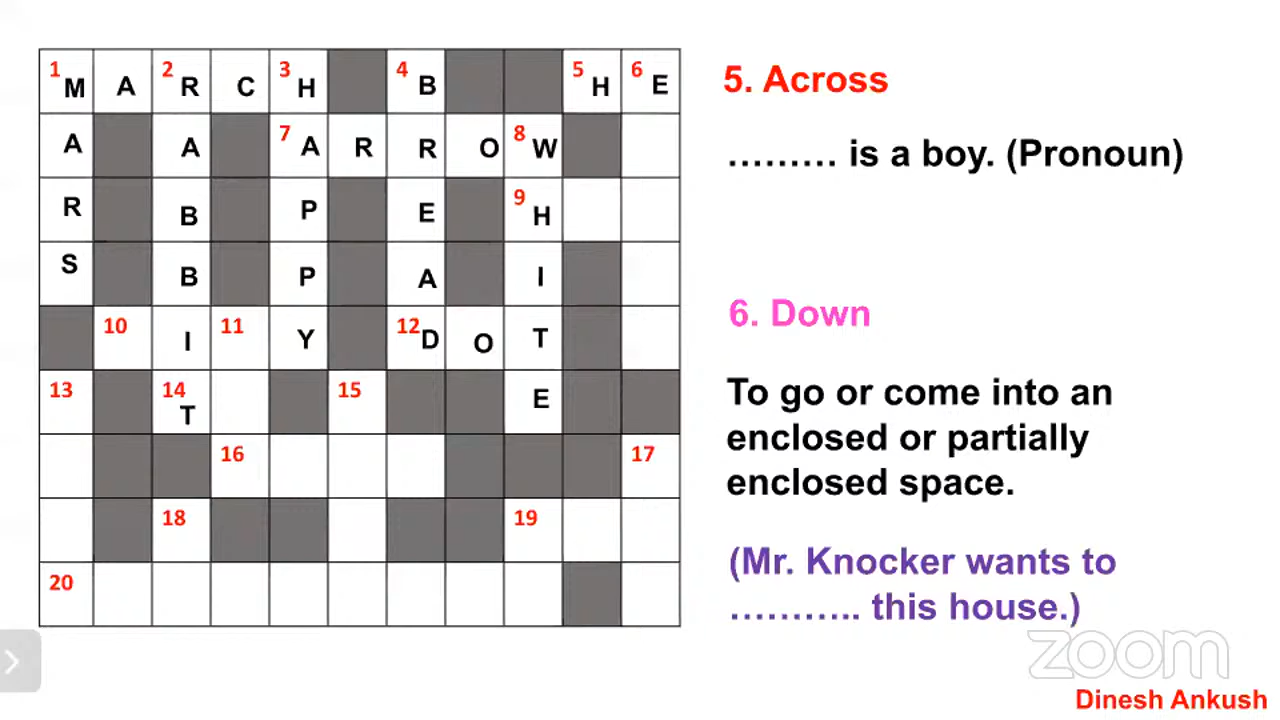 1 M A 2 R C 3 H 4 B 5 H 6 E
A A 7 A R R O 8 W
R B P E 9 H
S B P A I
10 I 11 Y 12 D O T
13 14 T 15 E
16 17
18 19
20
5. Across
……… is a boy. (Pronoun)
6. Down
To go or come into an
enclosed or partially
enclosed space.
(Mr. Knocker wants to
……….. this house.)
zoom
Dinesh Ankush